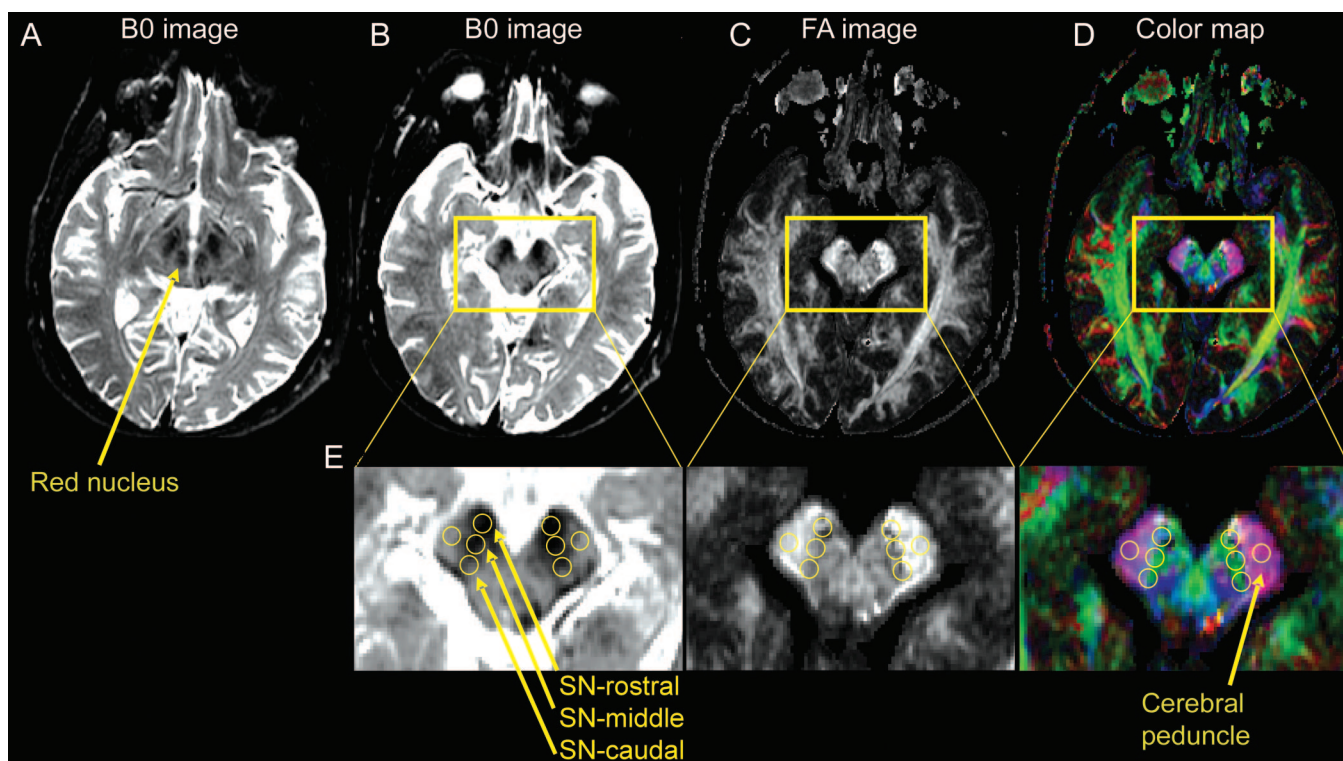 A
B0 image
B
B0 image
C
FA image
D
Color map
Red nucleus
E
SN-rostral
SN-middle
SN-caudal
Cerebral
peduncle